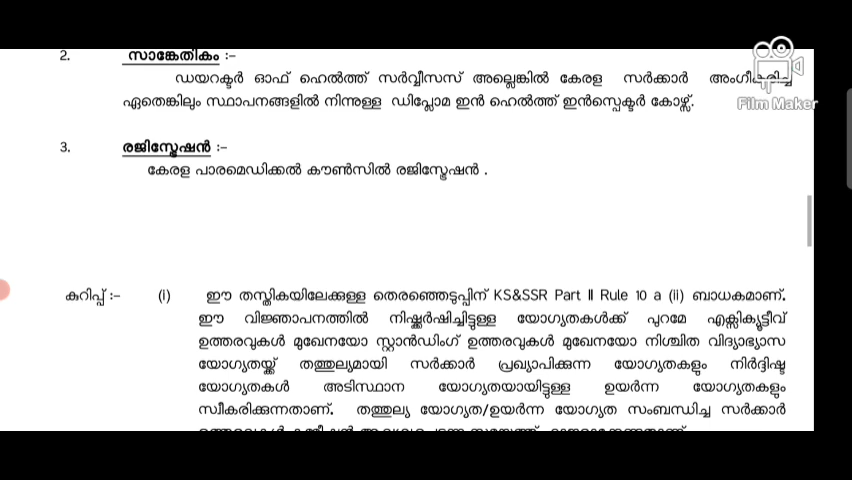 2. സാങ്കേതികം :-
ഡയറക്ടർ ഓഫ് ഹെൽത്ത് സർവ്വീസസ് അല്ലെങ്കിൽ കേരള സർക്കാർ അംഗീകരിച്ച
ഏതെങ്കിലും സ്ഥാപനങ്ങളിൽ നിന്നുള്ള ഡിപ്ലോമ ഇൻ ഹെൽത്ത് ഇൻസ്പെക്ടർ കോഴ്സ്.
Film Maker
3. രജിസ്ട്രേഷൻ :-
കേരള പാരമെഡിക്കൽ കൗൺസിൽ രജിസ്ട്രേഷൻ .
കുറിപ്പ് :- (i) ഈ തസ്തികയിലേക്കുള്ള തെരഞ്ഞെടുപ്പിന് KS&SSR Part II Rule 10 a (ii) ബാധകമാണ്.
ഈ വിജ്ഞാപനത്തിൽ നിഷ്ക്കർഷിച്ചിട്ടുള്ള യോഗ്യതകൾക്ക് പുറമേ എക്സിക്യൂട്ടീവ്
ഉത്തരവുകൾ മുഖേനയോ സ്റ്റാൻഡിംഗ് ഉത്തരവുകൾ മുഖേനയോ നിശ്ചിത വിദ്യാഭ്യാസ
യോഗ്യതയ്ക്ക് തത്തുല്യമായി സർക്കാർ പ്രഖ്യാപിക്കുന്ന യോഗ്യതകളും നിർദ്ദിഷ്ട
യോഗ്യതകൾ അടിസ്ഥാന യോഗ്യതയായിട്ടുള്ള ഉയർന്ന യോഗ്യതകളും
സ്വീകരിക്കുന്നതാണ്. തത്തുല്യ യോഗ്യത/ഉയർന്ന യോഗ്യത സംബന്ധിച്ച സർക്കാർ